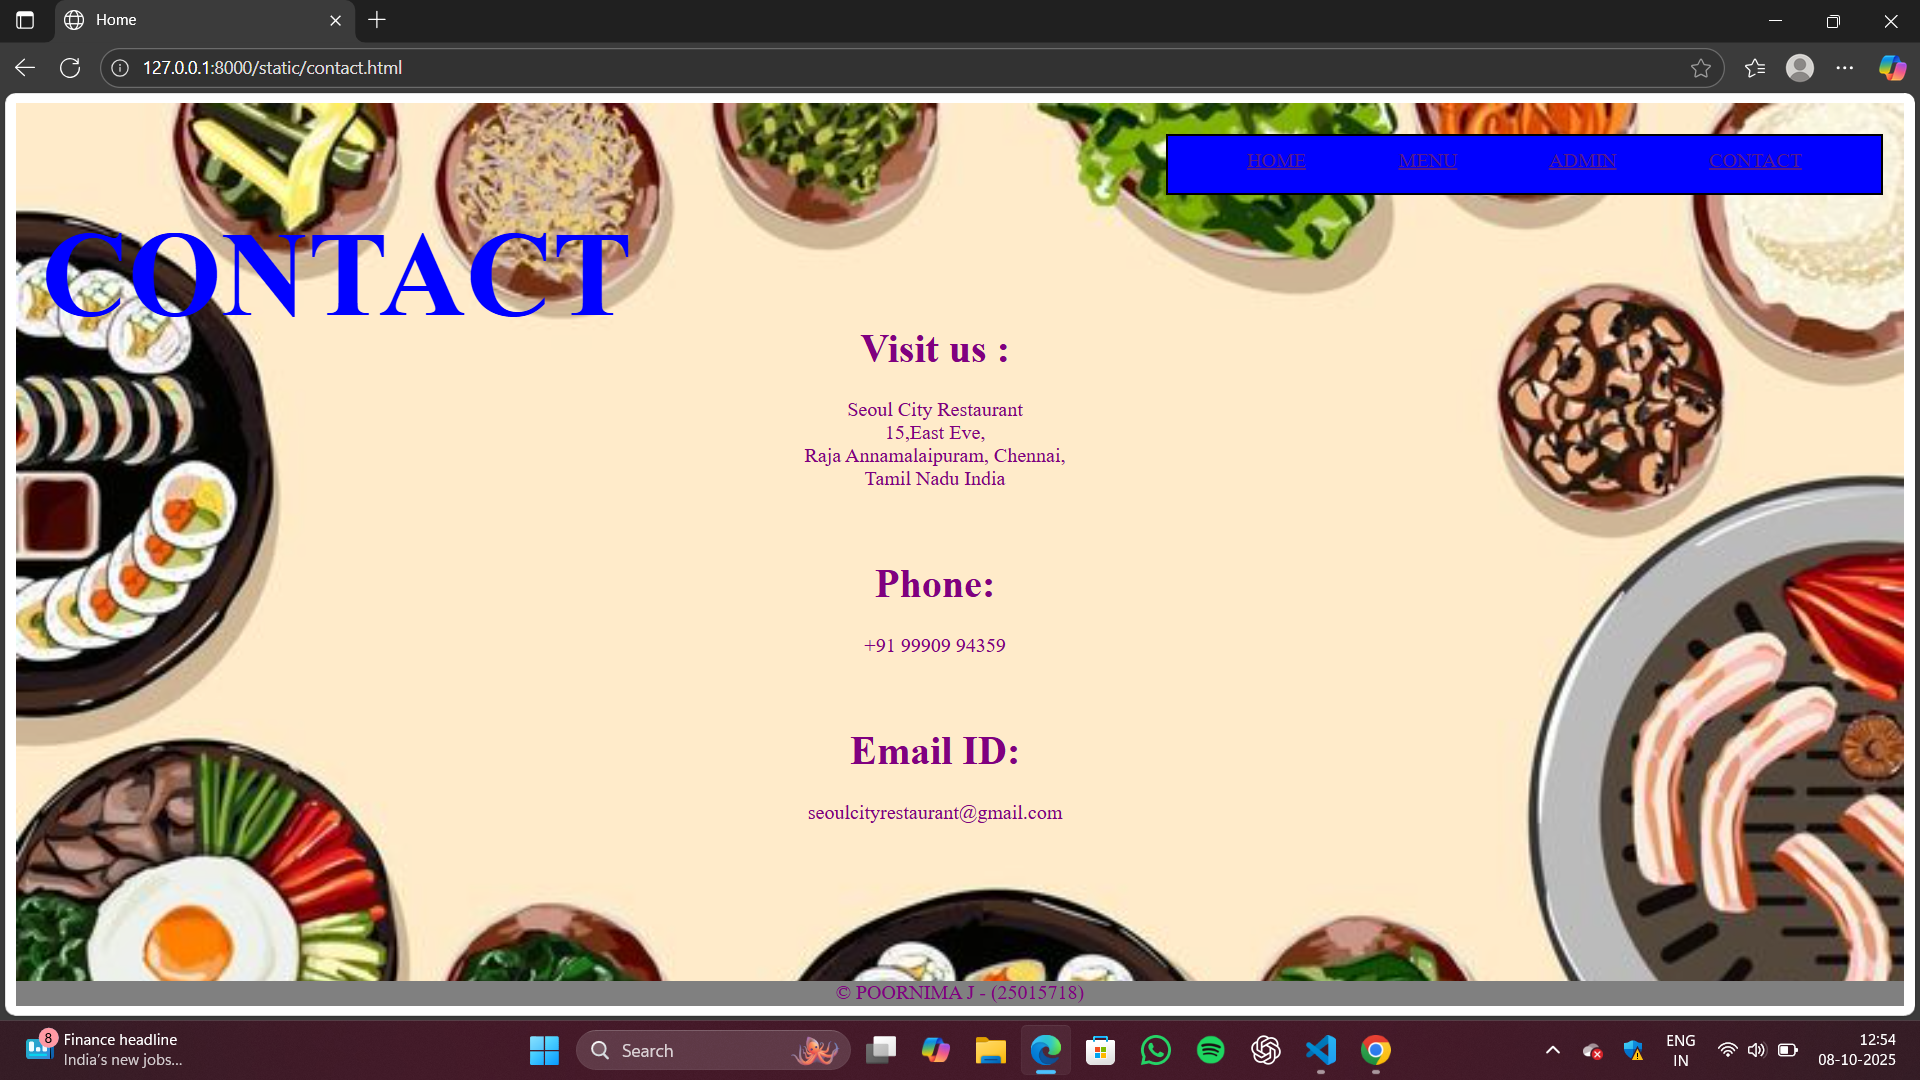 Home
127.0.0.1:8000/static/contact.html
HOME MENU ADMIN CONTACT
CONTACT
Visit us :
Seoul City Restaurant
15,East Eve,
Raja Annamalaipuram, Chennai,
Tamil Nadu India
Phone:
+91 99909 94359
Email ID:
seoulcityrestaurant@gmail.com
© POORNIMA J - (25015718)
8
Finance headline
India's new jobs...
Search
ENG
IN
12:54
08-10-2025